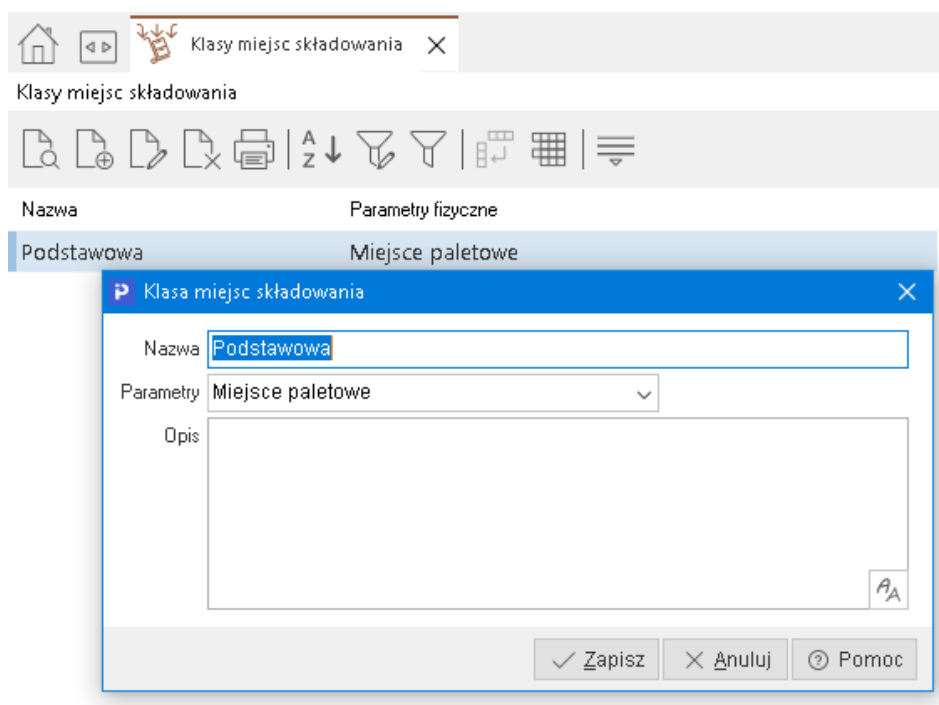 Klasy miejsc składowania
Klasy miejsc składowania
A
Z
Nazwa Parametry fizyczne
Podstawowa Miejsce paletowe
Klasa miejsc składowania
Nazwa Podstawowa
Parametry Miejsce paletowe
Opis
AA
Zapisz Anuluj Pomoc